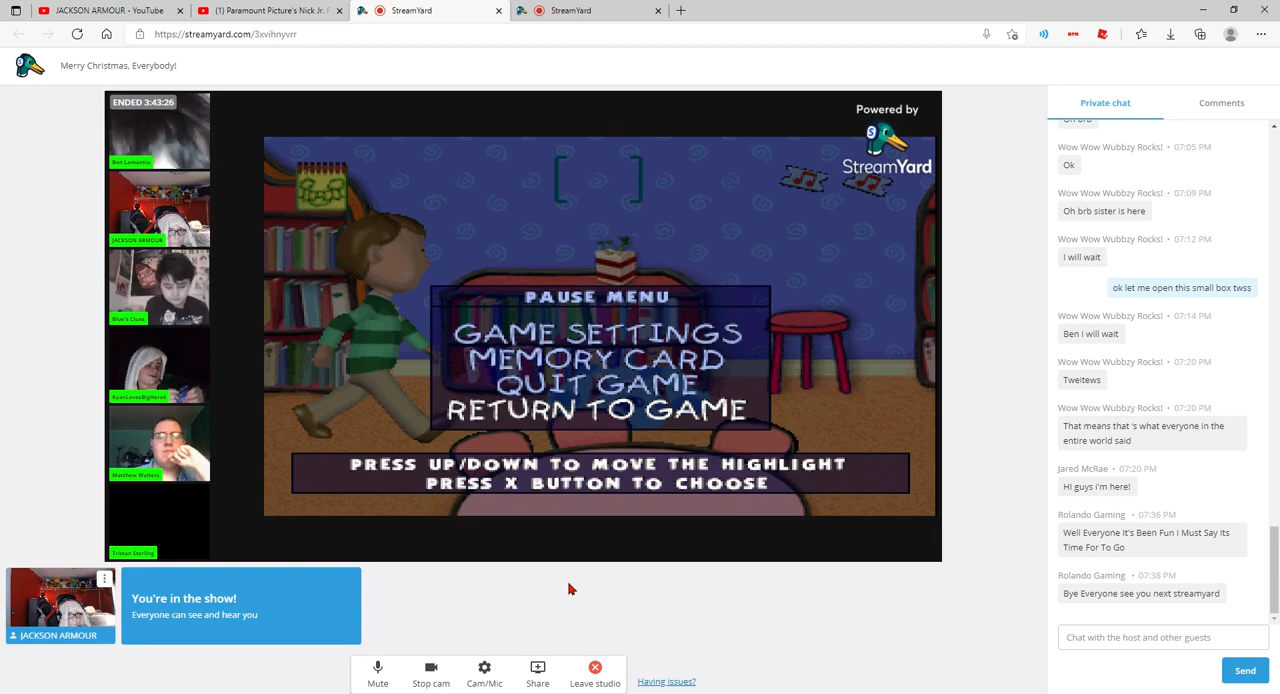 JACKSON ARMOUR - YouTube
(1) Paramount Picture's Nick Jr. F
StreamYard
StreamYard
https://streamyard.com/3xvihnyvrr
Merry Christmas, Everybody!
ENDED 3:43:26
Ben Lamantia
JACKSON ARMOUR
Blue's Clues
RyanLovesBigHero6
Matthew Walters
Tristan Sterling
Powered by
StreamYard
PAUSE MENU
GAME SETTINGS
MEMORY CARD
QUIT GAME
RETURN TO GAME
PRESS UP/DOWN TO MOVE THE HIGHLIGHT
PRESS X BUTTON TO CHOOSE
JACKSON ARMOUR
You're in the show!
Everyone can see and hear you
Mute
Stop cam
Cam/Mic
Share
Leave studio
Having issues?
Private chat
Comments
Wow Wow Wubbzy Rocks! • 07:05 PM
Ok
Wow Wow Wubbzy Rocks! • 07:09 PM
Oh brb sister is here
Wow Wow Wubbzy Rocks! • 07:12 PM
I will wait
ok let me open this small box twss
Wow Wow Wubbzy Rocks! • 07:14 PM
Ben I will wait
Wow Wow Wubbzy Rocks! • 07:20 PM
Tweitews
Wow Wow Wubbzy Rocks! • 07:20 PM
That means that 's what everyone in the
entire world said
Jared McRae • 07:20 PM
Hi guys i'm here!
Rolando Gaming • 07:36 PM
Well Everyone It's Been Fun I Must Say Its
Time For To Go
Rolando Gaming • 07:38 PM
Bye Everyone see you next streamyard
Chat with the host and other guests
Send